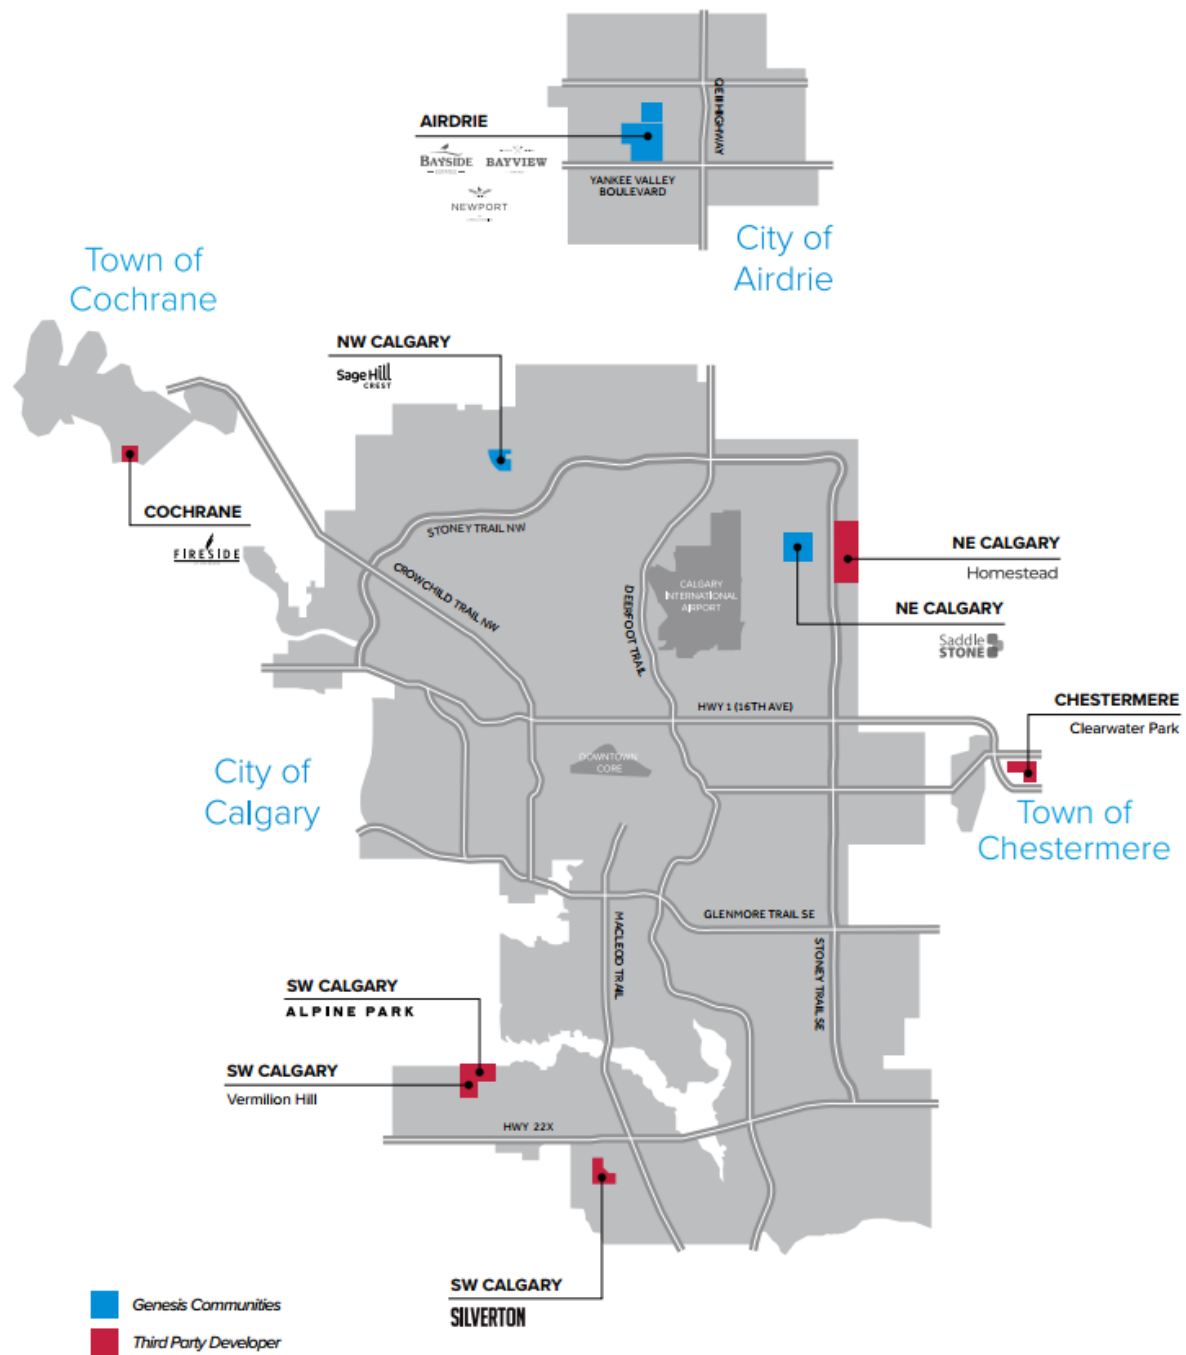 AIRDRIE
BAYSIDE
BAYVIEW
NEWPORT
QEII HIGHWAY
YANKEE VALLEY
BOULEVARD
City of
Airdrie
Town of
Cochrane
NW CALGARY
Sage Hill
CREST
COCHRANE
FIRESIDE
STONEY TRAIL NW
CROWCHILD TRAIL NW
DEERFOOT TRAIL
CALGARY
INTERNATIONAL
AIRPORT
NE CALGARY
Homestead
NE CALGARY
Saddle
STONE
CHESTERMERE
Clearwater Park
HWY 1 (16TH AVE)
DOWNTOWN
CORE
City of
Calgary
Town of
Chestermere
GLENMORE TRAIL SE
MACLEOD TRAIL
STONEY TRAIL SE
SW CALGARY
ALPINE PARK
SW CALGARY
Vermilion Hill
HWY 22X
SW CALGARY
SILVERTON
Genesis Communities
Third Party Developer